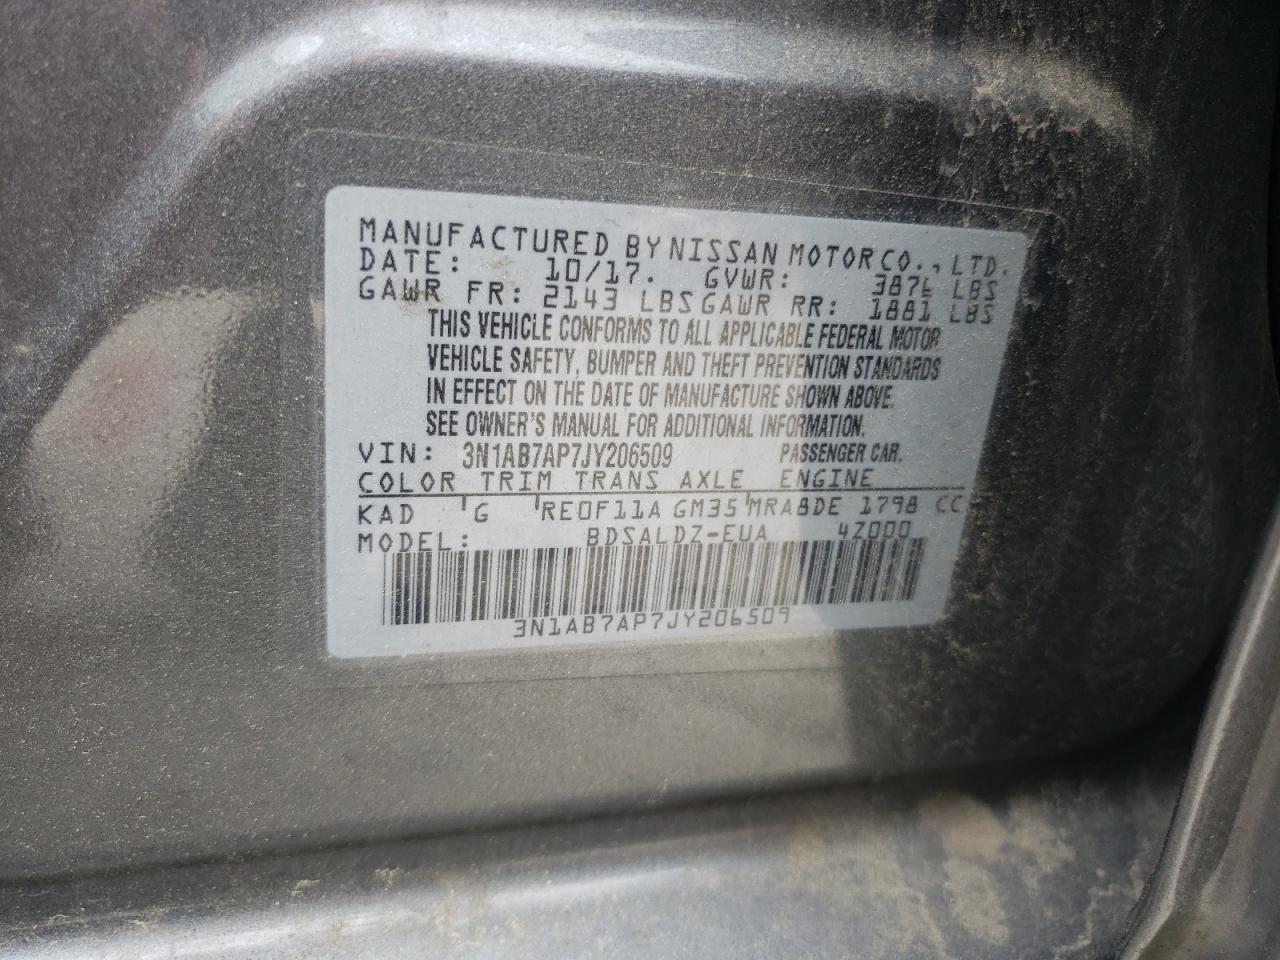 MANUFACTURED BY NISSAN MOTOR CO., LTD.
DATE: 10/17. GVWR: 3876 LBS
GAWR FR: 2143 LBS GAWR RR: 1881 LBS
THIS VEHICLE CONFORMS TO ALL APPLICABLE FEDERAL MOTOR
VEHICLE SAFETY, BUMPER AND THEFT PREVENTION STANDARDS
IN EFFECT ON THE DATE OF MANUFACTURE SHOWN ABOVE.
SEE OWNER'S MANUAL FOR ADDITIONAL INFORMATION.
VIN: 3N1AB7AP7JY206509 PASSENGER CAR.
COLOR TRIM TRANS AXLE ENGINE
KAD G RE0F11A GM35 MRA8DE 1798 CC
MODEL: BDSALDZ-EUA 4Z000
3N1AB7AP7JY206509